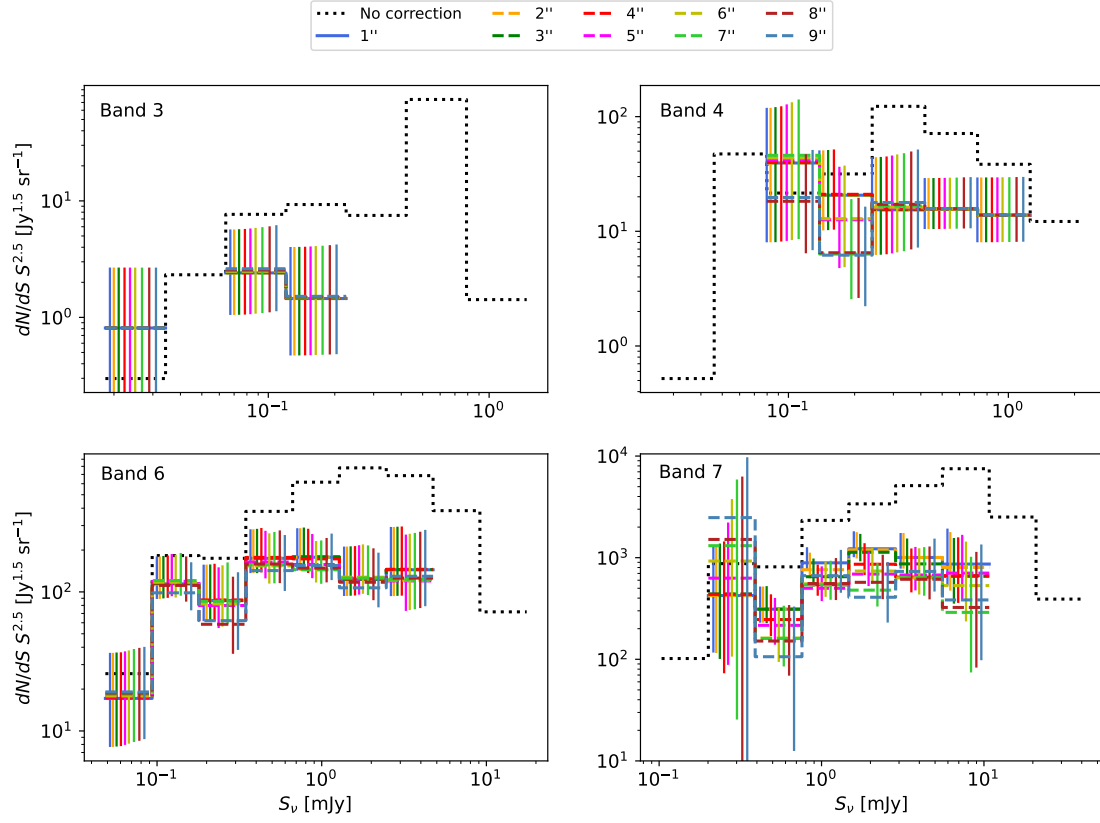 No correction 2'' 4'' 6'' 8''
1'' 3'' 5'' 7'' 9''
Band 3
Band 4
10¹
10⁰
10²
10¹
10⁰
dN/dS S^2.5 [Jy^1.5 sr^−1]
10⁻¹ 10⁰
10⁻¹ 10⁰
Band 6
Band 7
10²
10¹
10⁴
10³
10²
10¹
dN/dS S^2.5 [Jy^1.5 sr^−1]
10⁻¹ 10⁰ 10¹
10⁻¹ 10⁰ 10¹
S_ν [mJy]
S_ν [mJy]